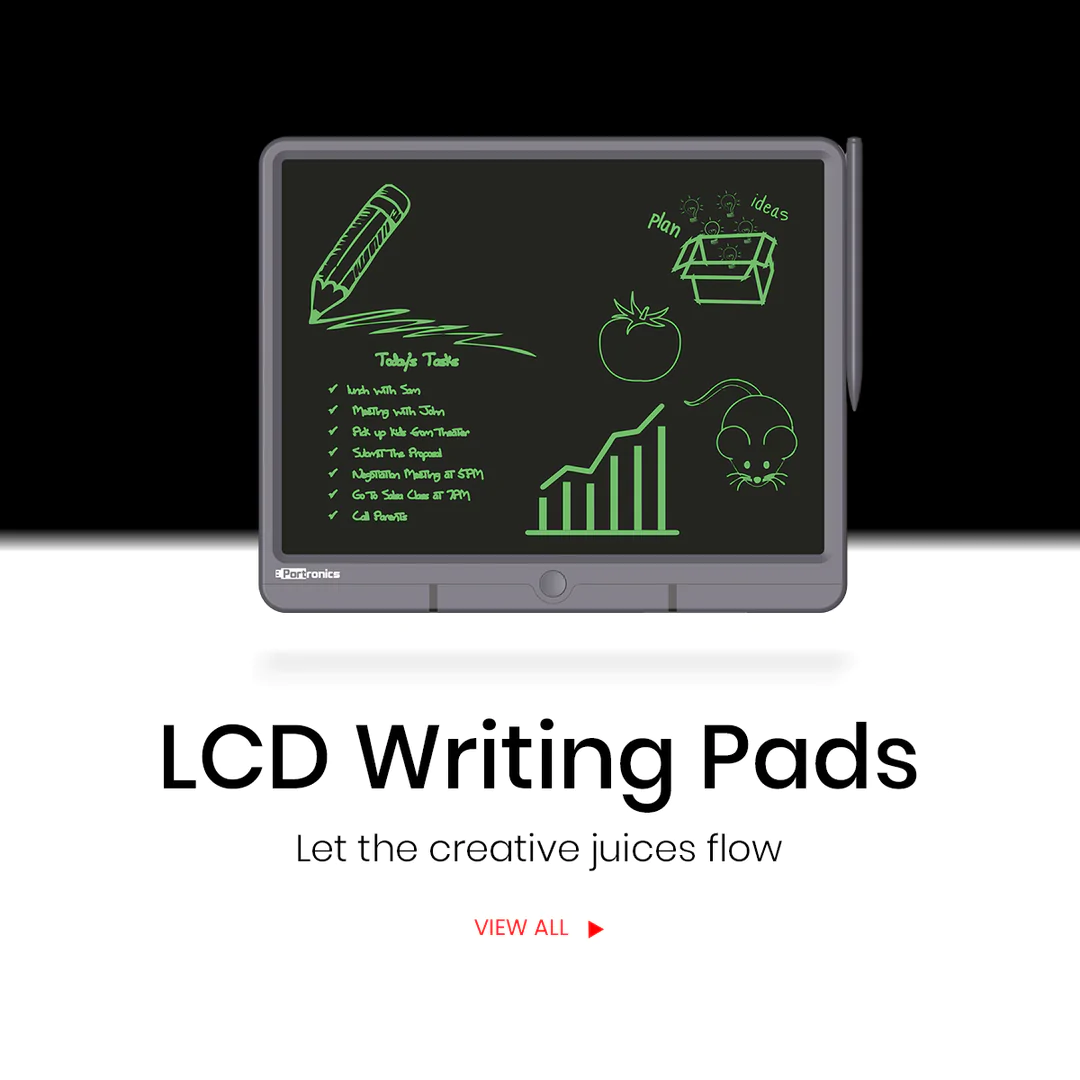 plan
ideas
Today's Tasks
✓ lunch with Sam
✓ Meeting with John
✓ Pick up kids from Theater
✓ Submit The Proposal
✓ Negotiation Meeting at 5PM
✓ Go To Salsa Class at 7PM
✓ Call Parents
Portronics
LCD Writing Pads
Let the creative juices flow
VIEW ALL ▶